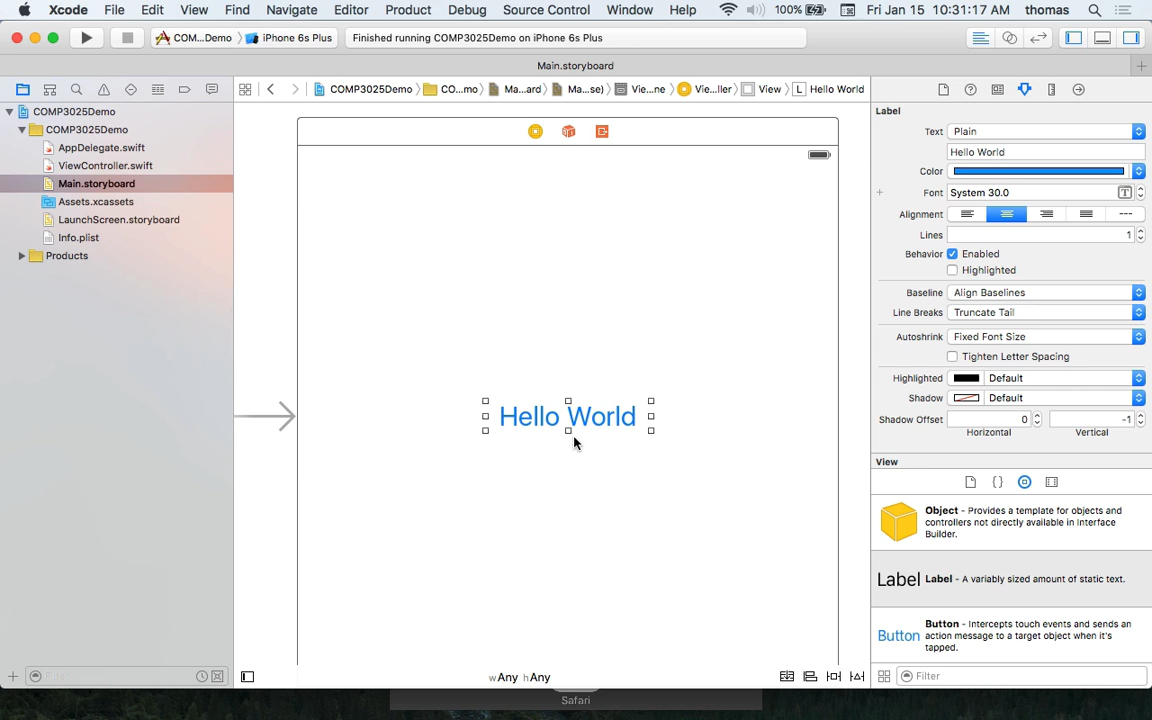 Xcode File Edit View Find Navigate Editor Product Debug Source Control Window Help 100% Fri Jan 15 10:31:17 AM thomas
COM...Demo iPhone 6s Plus Finished running COMP3025Demo on iPhone 6s Plus
Main.storyboard
COMP3025Demo CO...mo Ma...ard Ma...se) Vie...ne Vie...ller View L Hello World
COMP3025Demo
COMP3025Demo
AppDelegate.swift
ViewController.swift
Main.storyboard
Assets.xcassets
LaunchScreen.storyboard
Info.plist
Products
Filter
Hello World
wAny hAny
Label
Text Plain
Hello World
Color
Font System 30.0 T
Alignment
Lines 1
Behavior Enabled
Highlighted
Baseline Align Baselines
Line Breaks Truncate Tail
Autoshrink Fixed Font Size
Tighten Letter Spacing
Highlighted Default
Shadow Default
Shadow Offset 0 -1
Horizontal Vertical
View
Object - Provides a template for objects and
controllers not directly available in Interface
Builder.
Label Label - A variably sized amount of static text.
Button Button - Intercepts touch events and sends an
action message to a target object when it's
tapped.
Filter
Safari